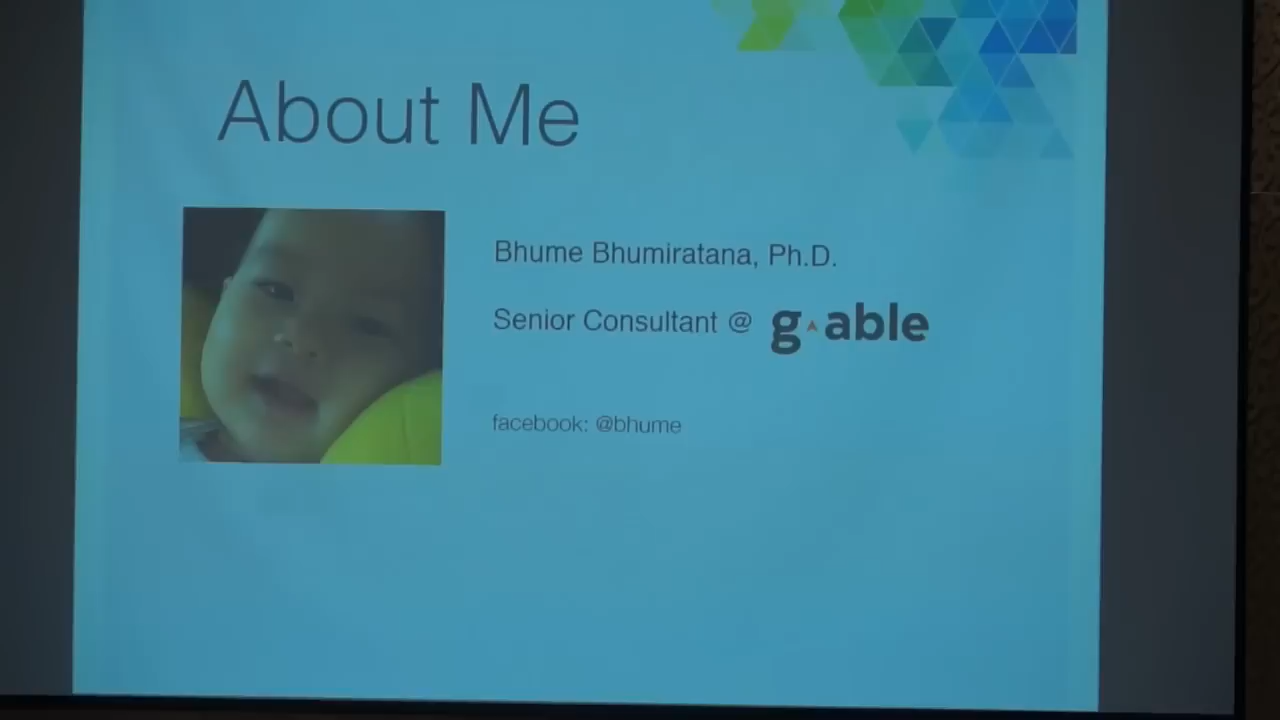 About Me
Bhume Bhumiratana, Ph.D.
Senior Consultant @ g able
facebook: @bhume